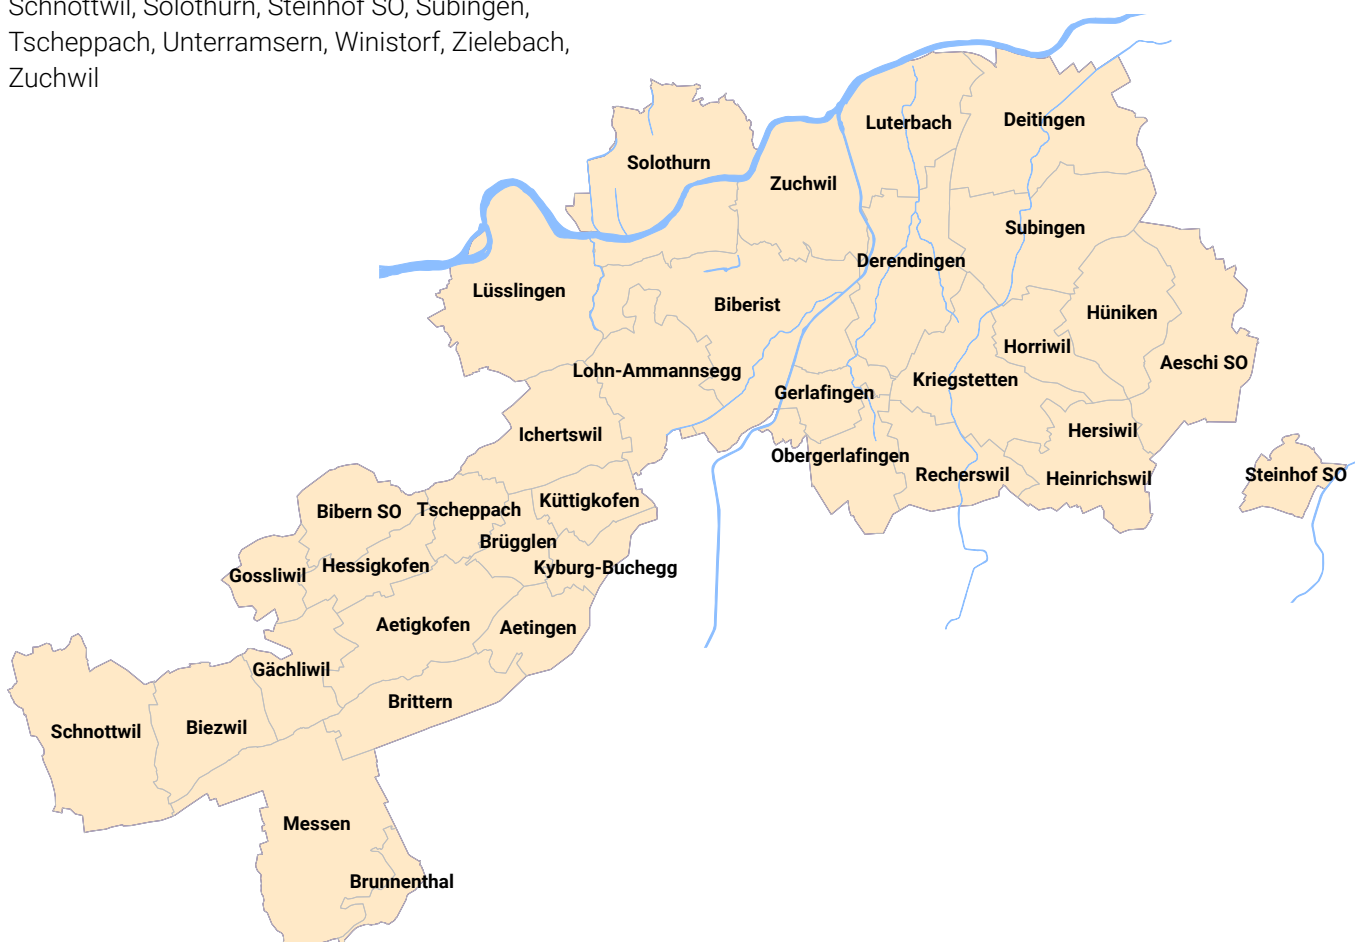 Schnottwil, Solothurn, Steinhof SO, Subingen,
Tscheppach, Unterramsern, Winistorf, Zielebach,
Zuchwil
Luterbach
Deitingen
Solothurn
Zuchwil
Subingen
Derendingen
Lüsslingen
Biberist
Hüniken
Horriwil
Aeschi SO
Lohn-Ammannsegg
Kriegstetten
Gerlafingen
Ichertswil
Hersiwil
Obergerlafingen
Recherswil
Heinrichswil
Steinhof SO
Küttigkofen
Bibern SO
Tscheppach
Brügglen
Hessigkofen
Kyburg-Buchegg
Gossliwil
Aetigkofen
Aetingen
Gächliwil
Brittern
Schnottwil
Biezwil
Messen
Brunnenthal